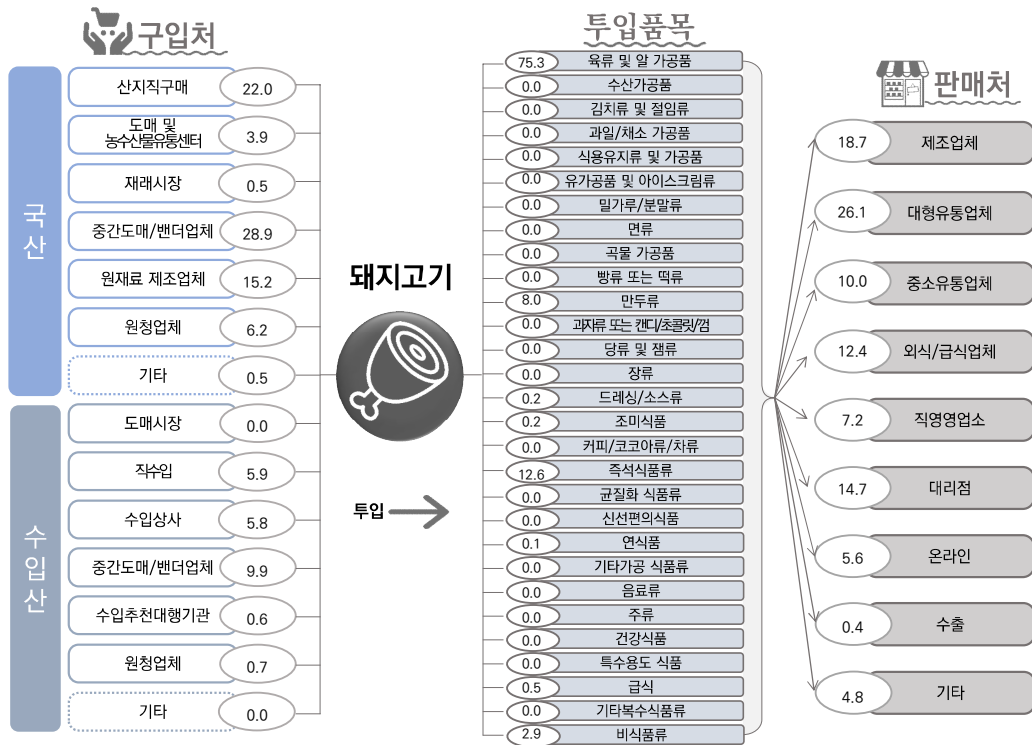 구입처
국산
산지직구매 22.0
도매 및
농수산물유통센터 3.9
재래시장 0.5
중간도매/밴더업체 28.9
원재료 제조업체 15.2
원청업체 6.2
기타 0.5
수입산
도매시장 0.0
직수입 5.9
수입상사 5.8
중간도매/밴더업체 9.9
수입추천대행기관 0.6
원청업체 0.7
기타 0.0
돼지고기
투입
투입품목
75.3 육류 및 알 가공품
0.0 수산가공품
0.0 김치류 및 절임류
0.0 과일/채소 가공품
0.0 식용유지류 및 가공품
0.0 유가공품 및 아이스크림류
0.0 밀가루/분말류
0.0 면류
0.0 곡물 가공품
0.0 빵류 또는 떡류
8.0 만두류
0.0 과자류 또는 캔디/초콜릿/껌
0.0 당류 및 잼류
0.0 장류
0.2 드레싱/소스류
0.2 조미식품
0.0 커피/코코아류/차류
12.6 즉석식품류
0.0 균질화 식품류
0.0 신선편의식품
0.1 연식품
0.0 기타가공 식품류
0.0 음료류
0.0 주류
0.0 건강식품
0.0 특수용도 식품
0.5 급식
0.0 기타복수식품류
2.9 비식품류
판매처
18.7 제조업체
26.1 대형유통업체
10.0 중소유통업체
12.4 외식/급식업체
7.2 직영영업소
14.7 대리점
5.6 온라인
0.4 수출
4.8 기타